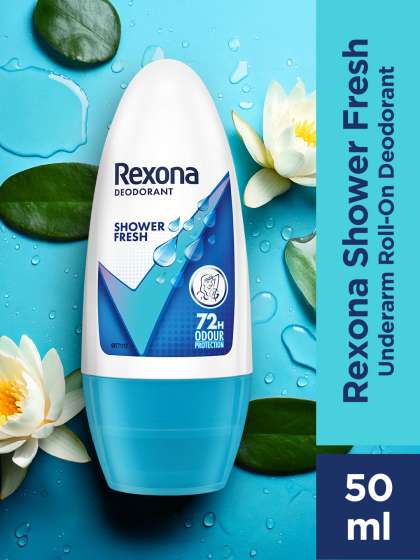 Rexona
DEODORANT
SHOWER
FRESH
72H
ODOUR
PROTECTION
Rexona Shower Fresh
Underarm Roll-On Deodorant
50
ml